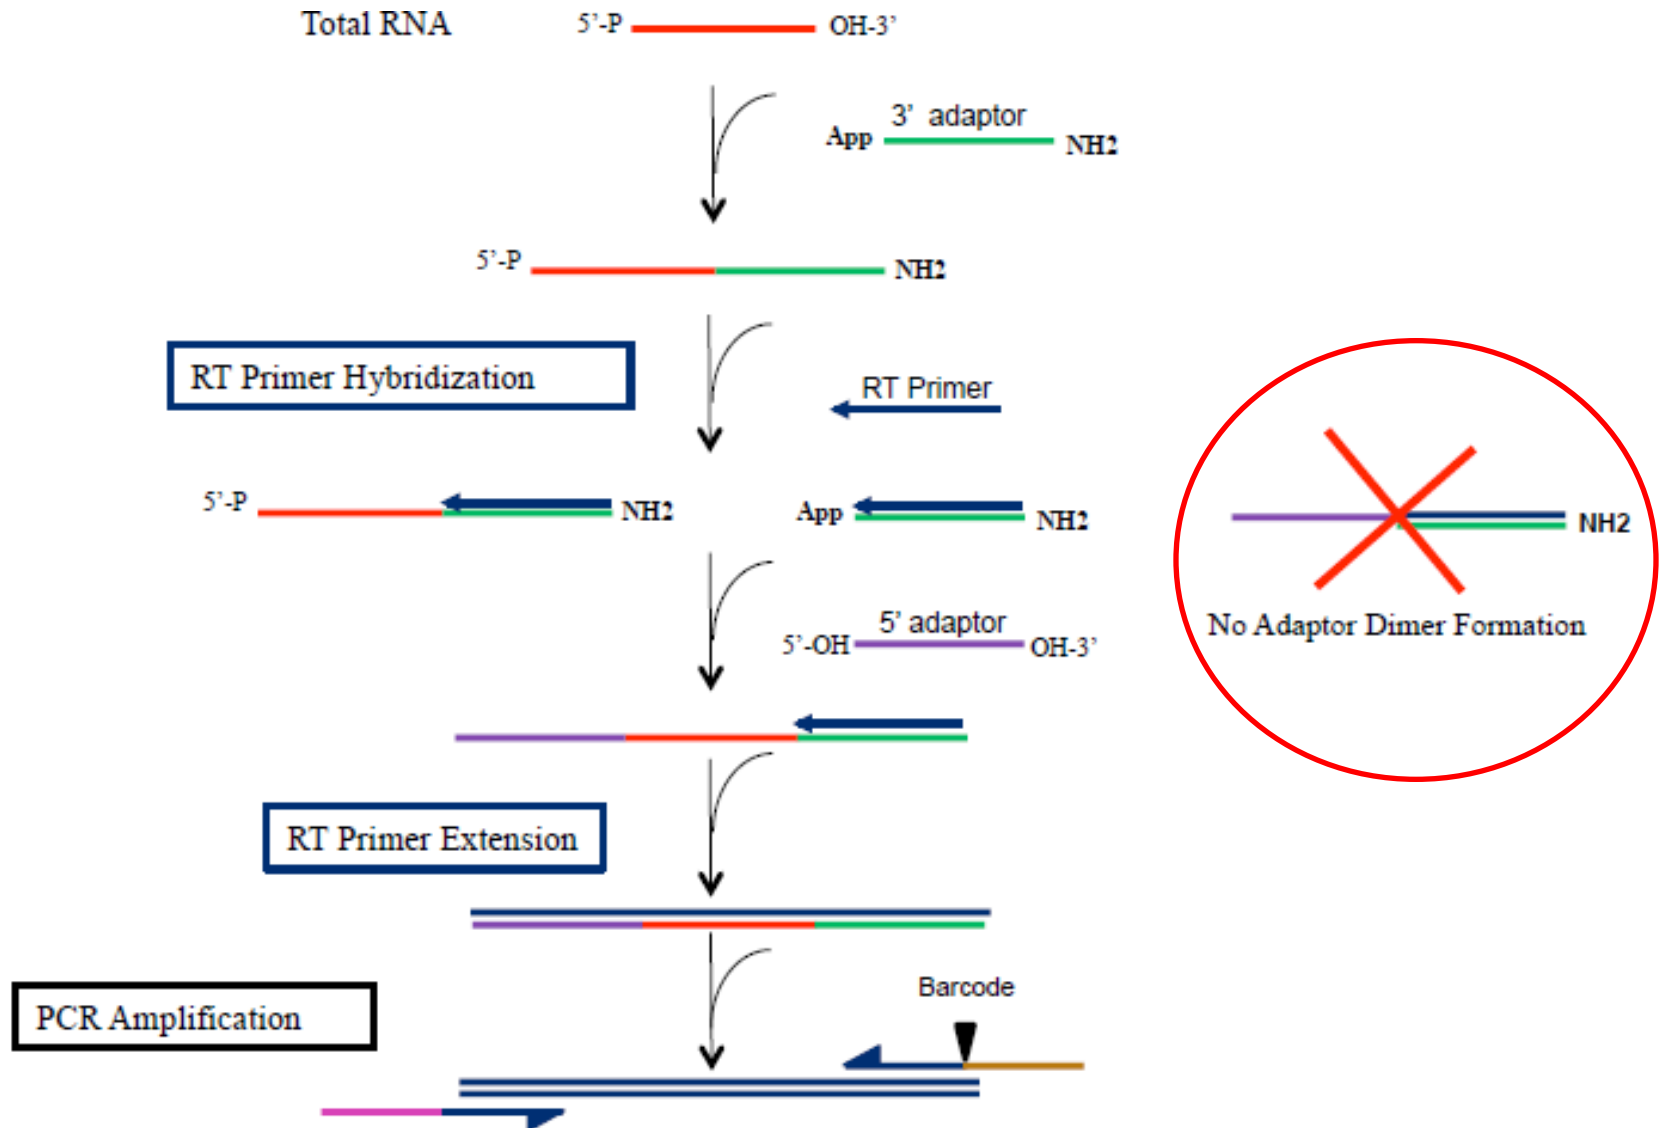 Total RNA
5’-P
OH-3’
3’ adaptor
App
NH2
5’-P
NH2
RT Primer Hybridization
RT Primer
5’-P
NH2
App
NH2
NH2
5’ adaptor
5’-OH
OH-3’
No Adaptor Dimer Formation
RT Primer Extension
Barcode
PCR Amplification